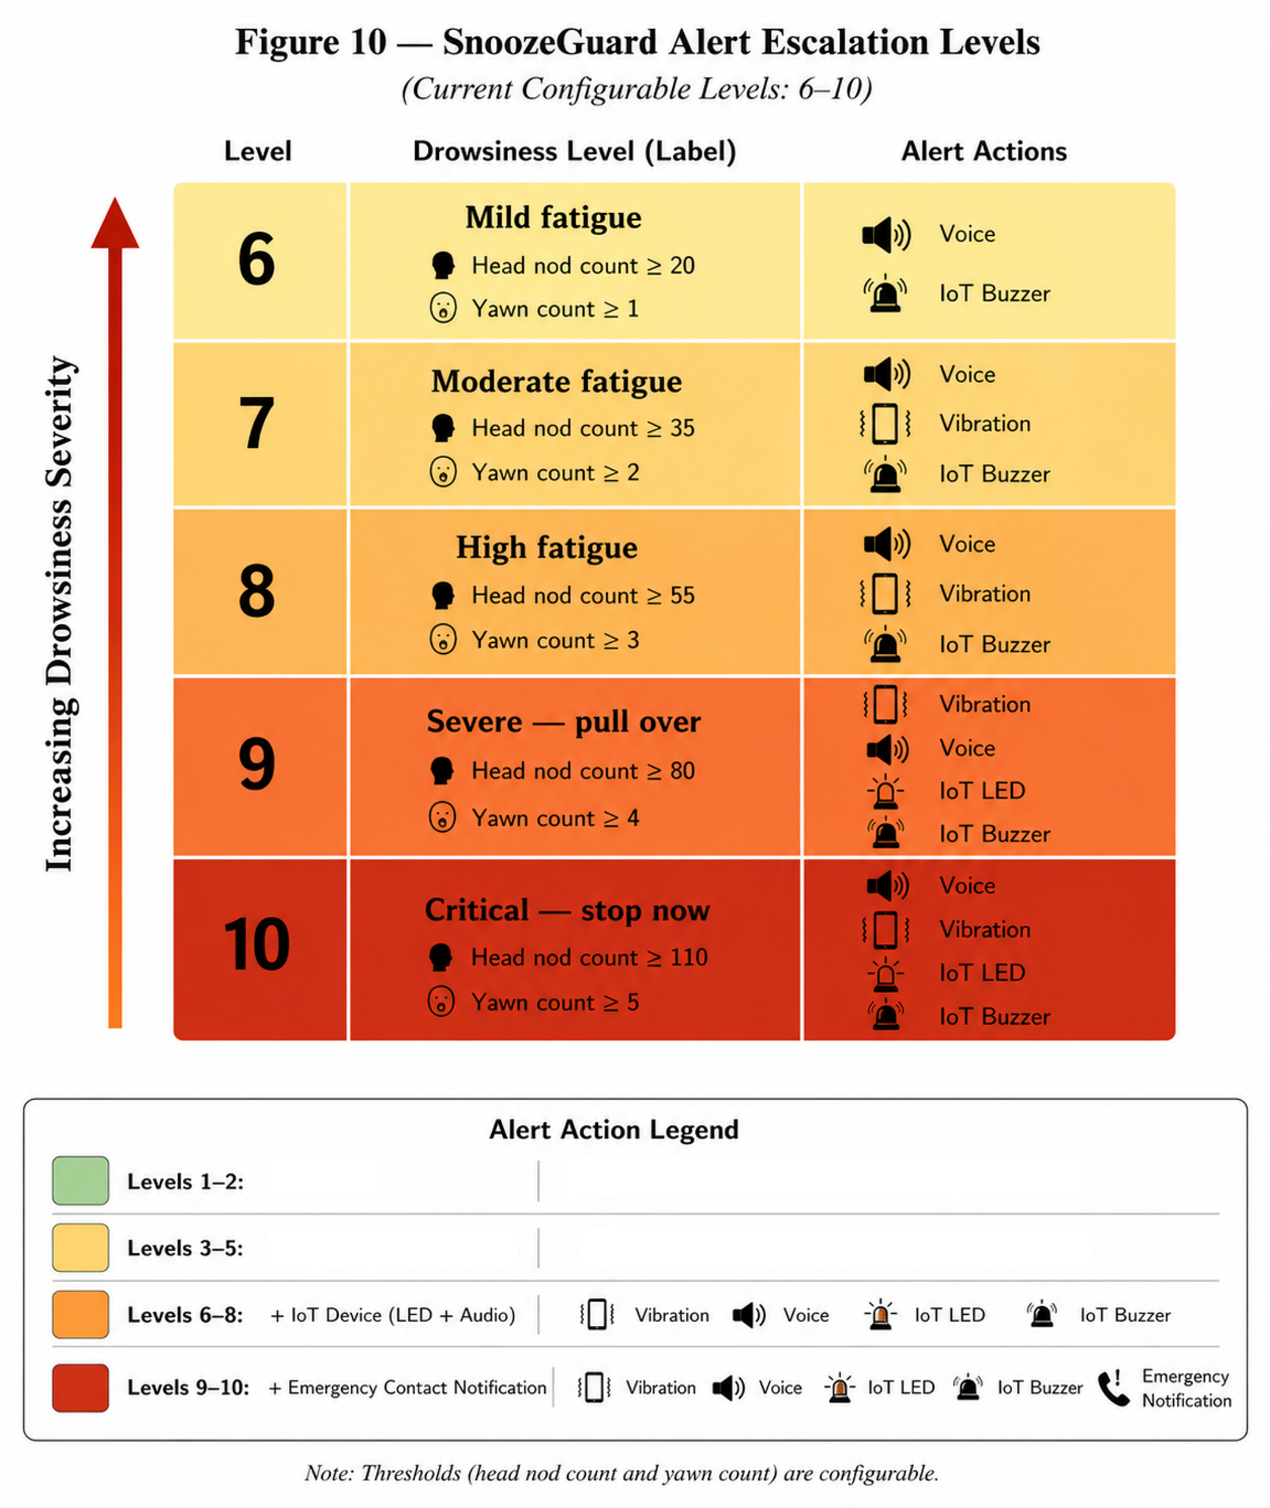 Figure 10 — SnoozeGuard Alert Escalation Levels
(Current Configurable Levels: 6–10)
Level
Drowsiness Level (Label)
Alert Actions
Increasing Drowsiness Severity
6
Mild fatigue
Head nod count ≥ 20
Yawn count ≥ 1
Voice
IoT Buzzer
7
Moderate fatigue
Head nod count ≥ 35
Yawn count ≥ 2
Voice
Vibration
IoT Buzzer
8
High fatigue
Head nod count ≥ 55
Yawn count ≥ 3
Voice
Vibration
IoT Buzzer
9
Severe — pull over
Head nod count ≥ 80
Yawn count ≥ 4
Vibration
Voice
IoT LED
IoT Buzzer
10
Critical — stop now
Head nod count ≥ 110
Yawn count ≥ 5
Voice
Vibration
IoT LED
IoT Buzzer
Alert Action Legend
Levels 1–2:
Levels 3–5:
Levels 6–8: + IoT Device (LED + Audio) Vibration Voice IoT LED IoT Buzzer
Levels 9–10: + Emergency Contact Notification Vibration Voice IoT LED IoT Buzzer Emergency Notification
Note: Thresholds (head nod count and yawn count) are configurable.